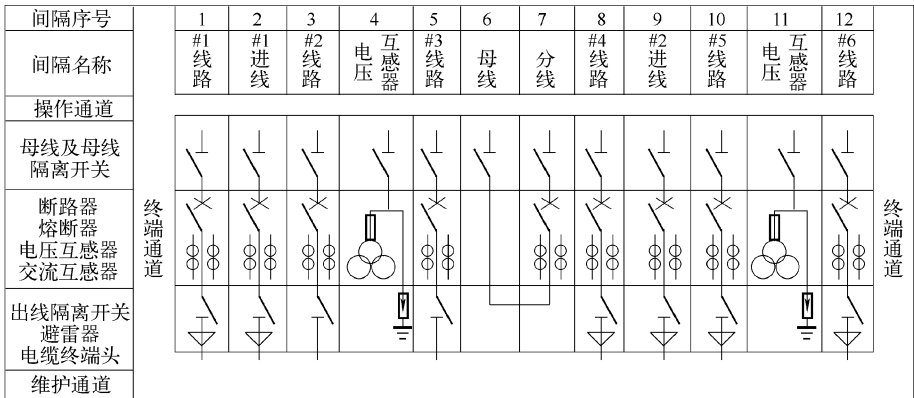 间隔序号 1 2 3 4 5 6 7 8 9 10 11 12
间隔名称 #1线路 #1进线 #2线路 电压互感器 #3线路 母线 分线 #4线路 #2进线 #5线路 电压互感器 #6线路
操作通道
母线及母线
隔离开关
断路器
熔断器
电压互感器
交流互感器
终端通道
终端通道
出线隔离开关
避雷器
电缆终端头
维护通道